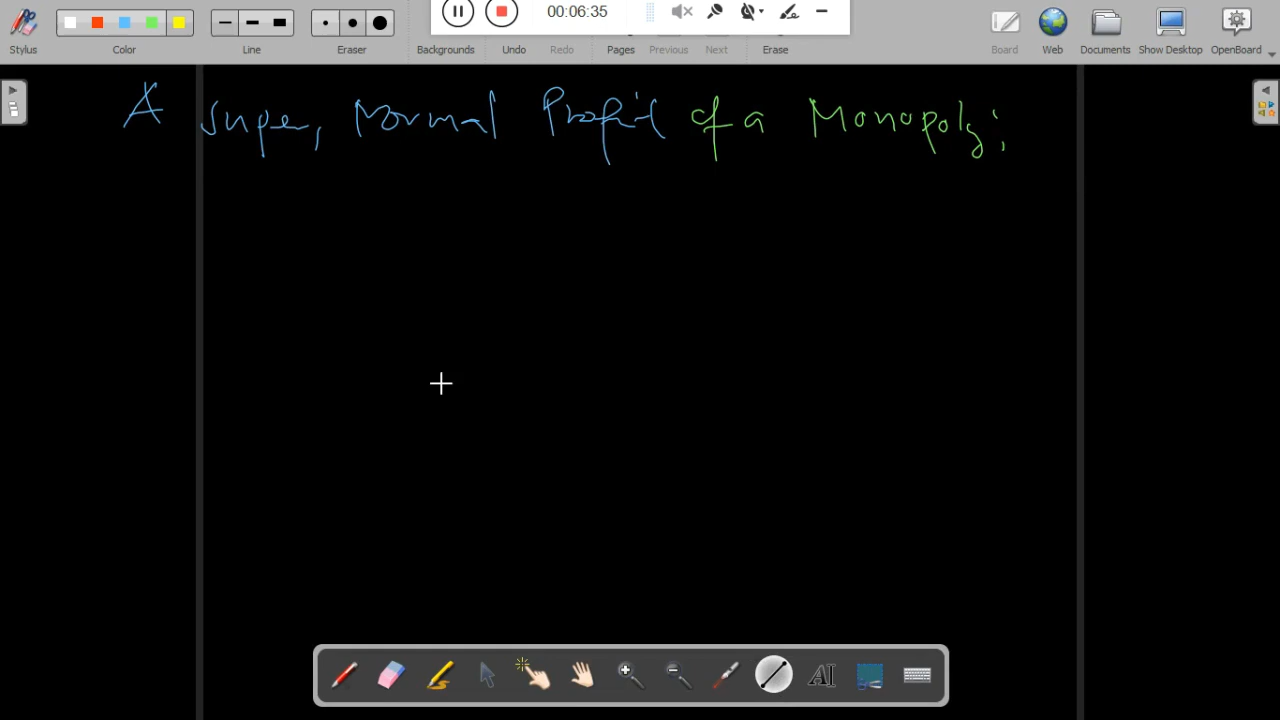 00:06:35
Stylus Color Line Eraser Backgrounds Undo Redo Pages Previous Next Erase Board Web Documents Show Desktop OpenBoard
A Super, Normal Profit of a Monopoly;
AI